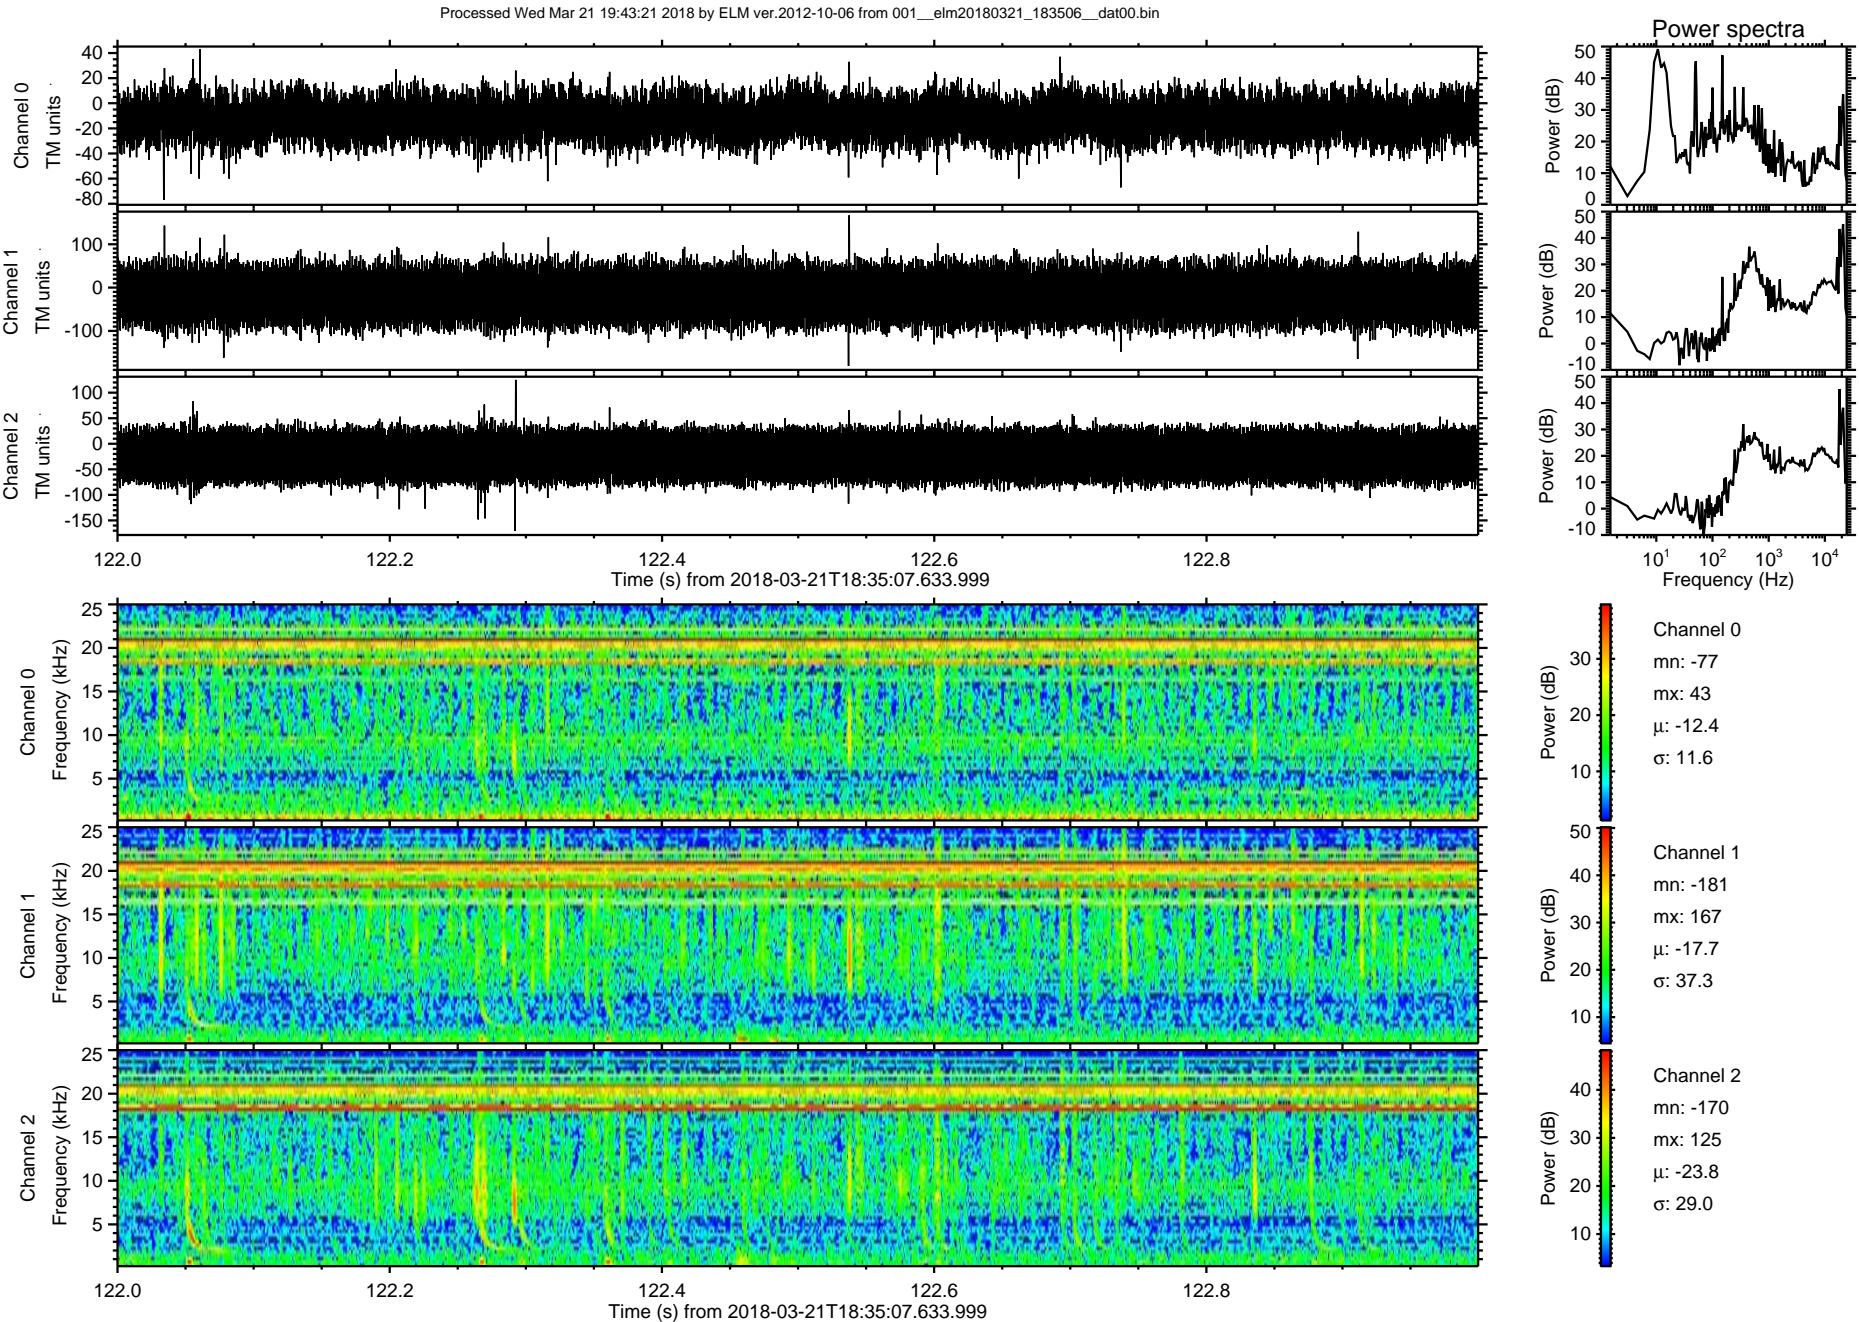 Processed Wed Mar 21 19:43:21 2018 by ELM ver.2012-10-06 from 001__elm20180321_183506__dat00.bin
Power spectra
Channel 0
TM units
40
20
0
-20
-40
-60
-80
Power (dB)
50
40
30
20
10
0
Channel 1
TM units
100
0
-100
Power (dB)
50
40
30
20
10
0
-10
Channel 2
TM units
100
50
0
-50
-100
-150
Power (dB)
50
40
30
20
10
0
-10
122.0 122.2 122.4 122.6 122.8
Time (s) from 2018-03-21T18:35:07.633.999
10¹ 10² 10³ 10⁴
Frequency (Hz)
Channel 0
Frequency (kHz)
25
20
15
10
5
Power (dB)
30
20
10
Channel 0
mn: -77
mx: 43
µ: -12.4
σ: 11.6
Channel 1
Frequency (kHz)
25
20
15
10
5
Power (dB)
50
40
30
20
10
Channel 1
mn: -181
mx: 167
µ: -17.7
σ: 37.3
Channel 2
Frequency (kHz)
25
20
15
10
5
Power (dB)
40
30
20
10
Channel 2
mn: -170
mx: 125
µ: -23.8
σ: 29.0
122.0 122.2 122.4 122.6 122.8
Time (s) from 2018-03-21T18:35:07.633.999